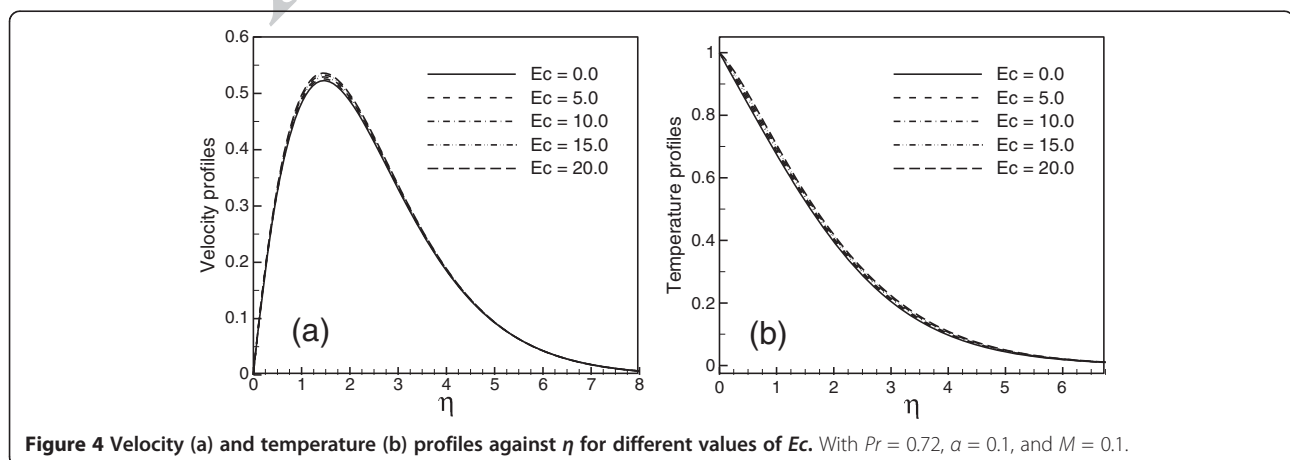 0.6
0.5
0.4
0.3
0.2
0.1
0
Velocity profiles
Ec = 0.0
Ec = 5.0
Ec = 10.0
Ec = 15.0
Ec = 20.0
(a)
0 1 2 3 4 5 6 7 8
η
1
0.8
0.6
0.4
0.2
0
Temperature profiles
Ec = 0.0
Ec = 5.0
Ec = 10.0
Ec = 15.0
Ec = 20.0
(b)
0 1 2 3 4 5 6
η
Figure 4 Velocity (a) and temperature (b) profiles against η for different values of Ec. With Pr = 0.72, α = 0.1, and M = 0.1.